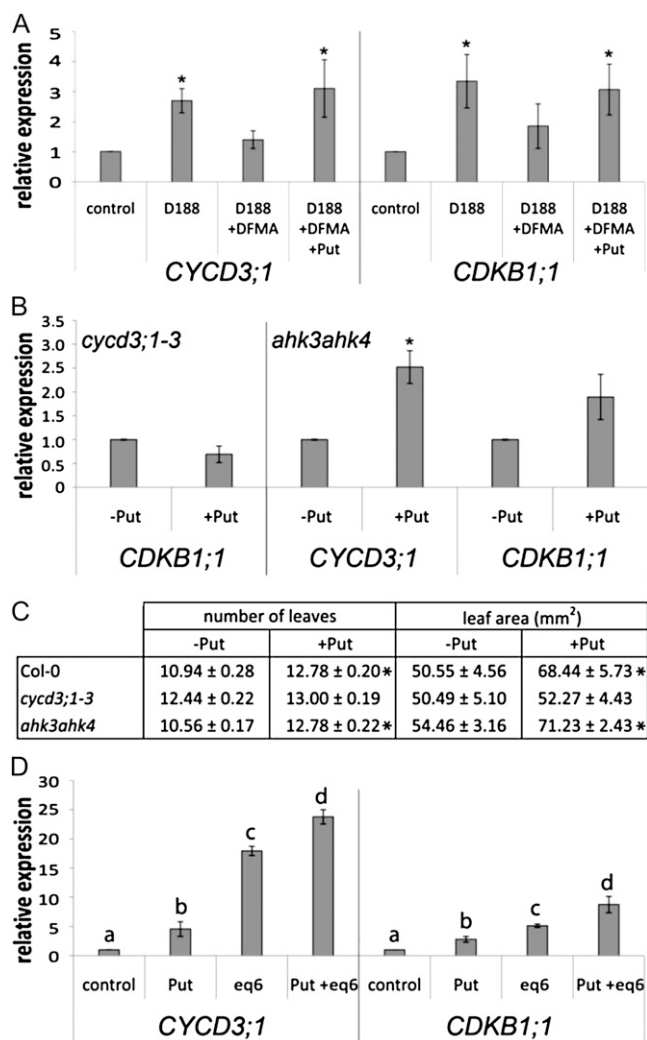 A
relative expression
5
4
3
2
1
0
* * * *
control D188 D188 +DFMA D188 +DFMA +Put control D188 D188 +DFMA D188 +DFMA +Put
CYCD3;1 CDKB1;1
B
relative expression
3.5
3.0
2.5
2.0
1.5
1.0
0.5
0
cycd3;1-3 ahk3ahk4
*
-Put +Put -Put +Put -Put +Put
CDKB1;1 CYCD3;1 CDKB1;1
C
number of leaves leaf area (mm²)
-Put +Put -Put +Put
Col-0 10.94 ± 0.28 12.78 ± 0.20* 50.55 ± 4.56 68.44 ± 5.73*
cycd3;1-3 12.44 ± 0.22 13.00 ± 0.19 50.49 ± 5.10 52.27 ± 4.43
ahk3ahk4 10.56 ± 0.17 12.78 ± 0.22* 54.46 ± 3.16 71.23 ± 2.43*
D
relative expression
30
25
20
15
10
5
0
a b c d a b c d
control Put eq6 Put +eq6 control Put eq6 Put +eq6
CYCD3;1 CDKB1;1